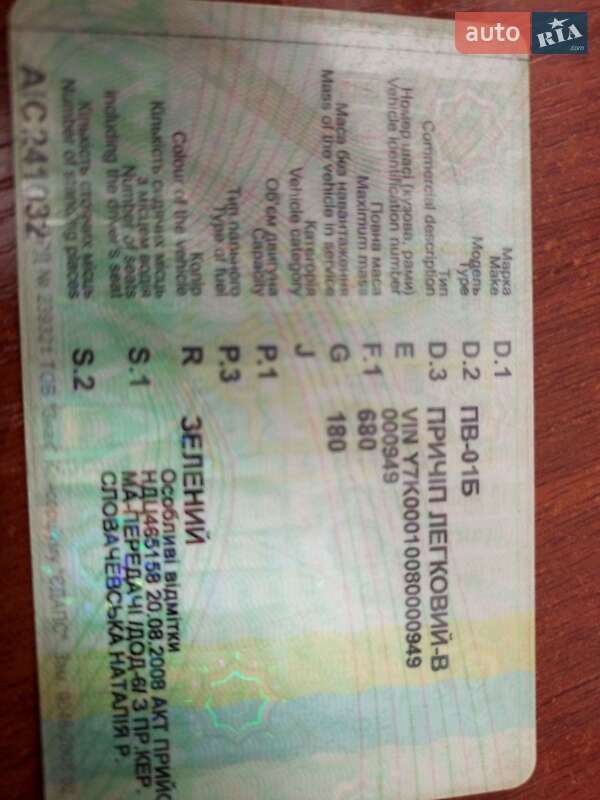 auto RIA.com
Марка
Make
D.1
Модель
Type
D.2 ПВ-01Б
Тип
Commercial description
D.3 ПРИЧІП ЛЕГКОВИЙ-В
Номер шасі (кузова, рами)
Vehicle identification number
E VIN Y7K00010080000949
000949
Повна маса
Maximum mass
F.1 680
Маса без навантаження
Mass of the vehicle in service
G 180
Категорія
Vehicle category
J
Об'єм двигуна
Capacity
P.1
Тип пального
Type of fuel
P.3
Колір
Colour of the vehicle
R ЗЕЛЕНИЙ
Кількість сидячих місць
з місцем водія
Number of seats
including the driver's seat
S.1
Кількість стоячих місць
Number of standing places
S.2
Особливі відмітки
НДЦ465158 20.08.2008 АКТ ПРИЙО
МА-ПЕРЕДАЧІ /ДОД-6/ З ПР.КЕР.
СЛОВАЧЕВСЬКА НАТАЛІЯ Р.
АІС241032